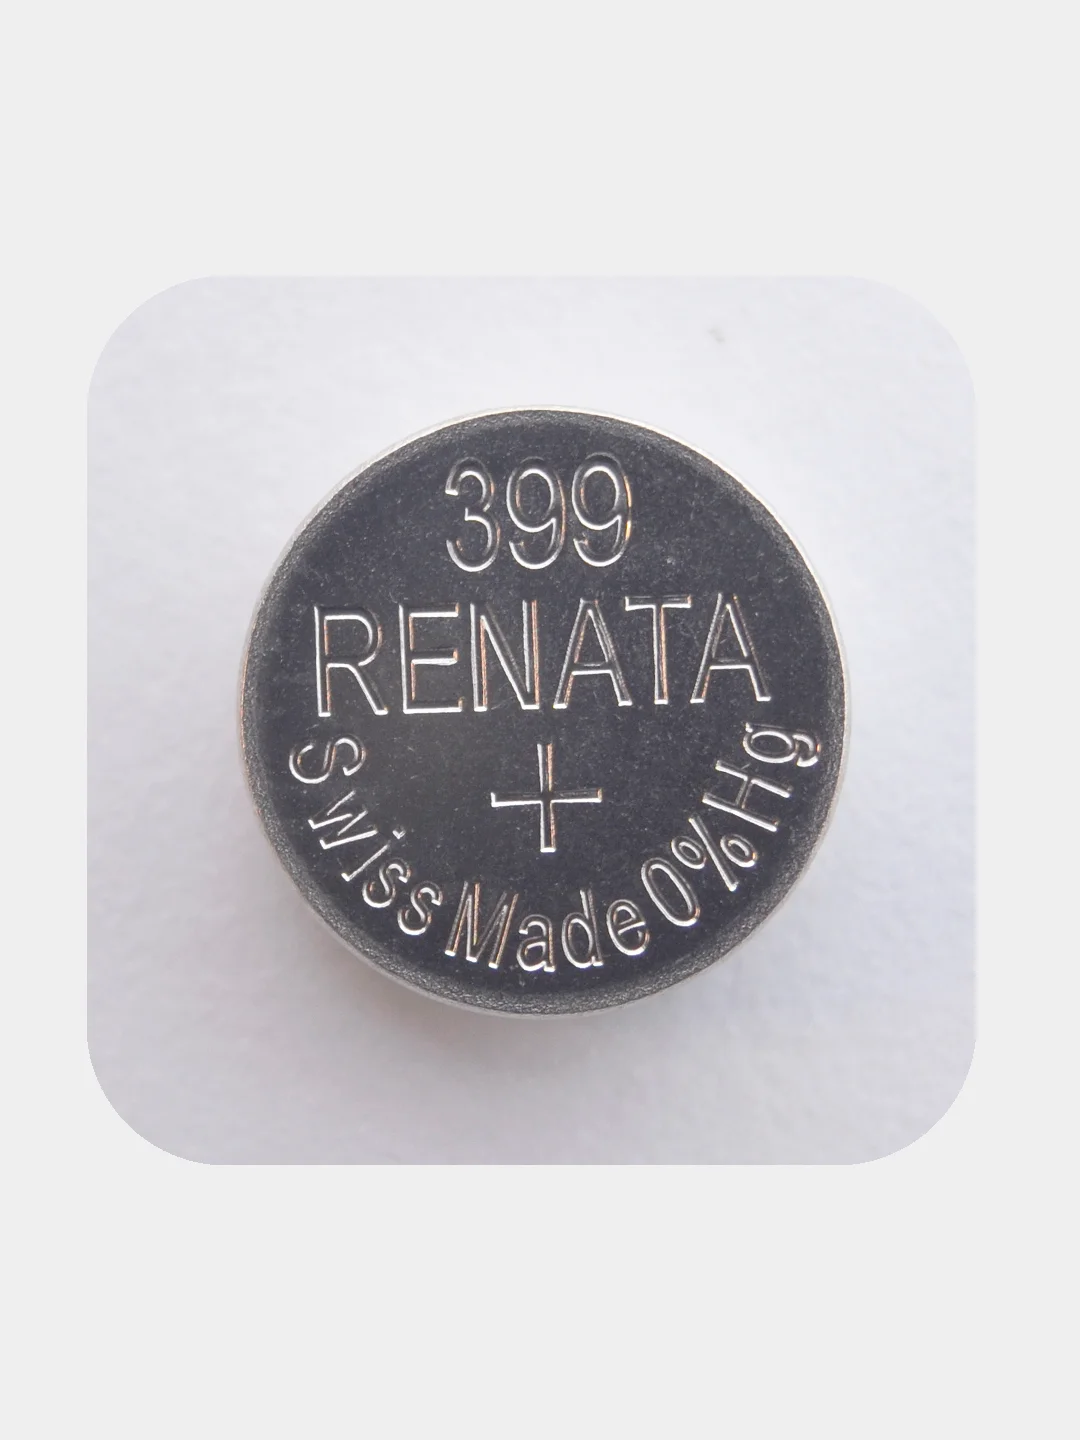 399
RENATA
+
Swiss Made 0%Hg